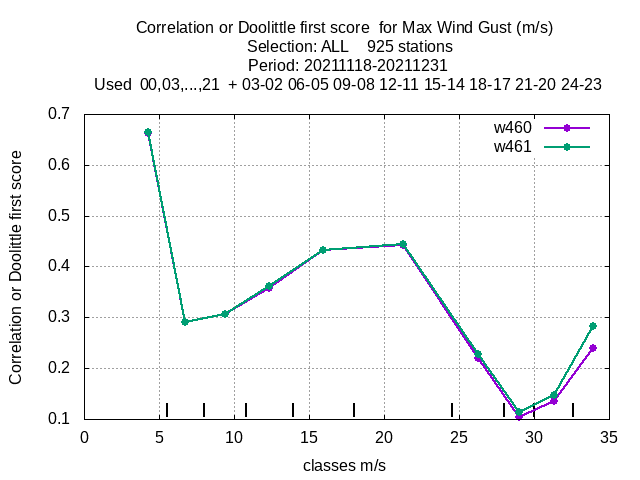 Correlation or Doolittle first score  for Max Wind Gust (m/s)
Selection: ALL    925 stations
Period: 20211118-20211231
Used  00,03,...,21  + 03-02 06-05 09-08 12-11 15-14 18-17 21-20 24-23
Correlation or Doolittle first score
0.7
0.6
0.5
0.4
0.3
0.2
0.1
w460
w461
0 5 10 15 20 25 30 35
classes m/s